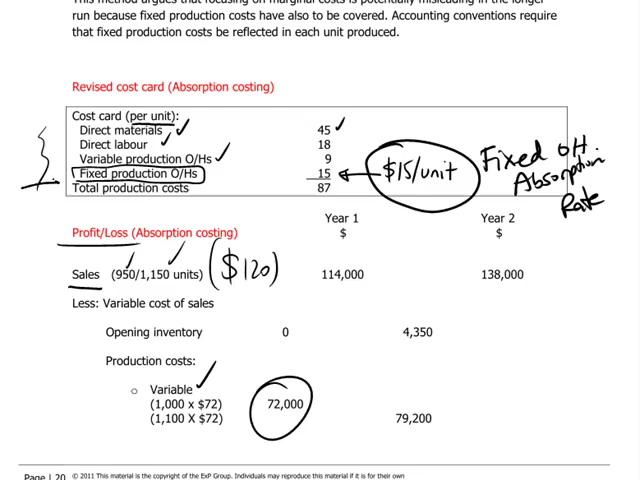 This method argues that focusing on marginal costs is potentially misleading in the longer
run because fixed production costs have also to be covered. Accounting conventions require
that fixed production costs be reflected in each unit produced.
Revised cost card (Absorption costing)
Cost card (per unit):
Direct materials 45
Direct labour 18
Variable production O/Hs 9
Fixed production O/Hs 15
Total production costs 87
$15/unit
Fixed OH
Absorption
Rate
Year 1 Year 2
Profit/Loss (Absorption costing) $ $
Sales (950/1,150 units) ($120) 114,000 138,000
Less: Variable cost of sales
Opening inventory 0 4,350
Production costs:
o Variable
(1,000 x $72) 72,000
(1,100 X $72) 79,200
Page | 20 © 2011 This material is the copyright of the ExP Group. Individuals may reproduce this material if it is for their own